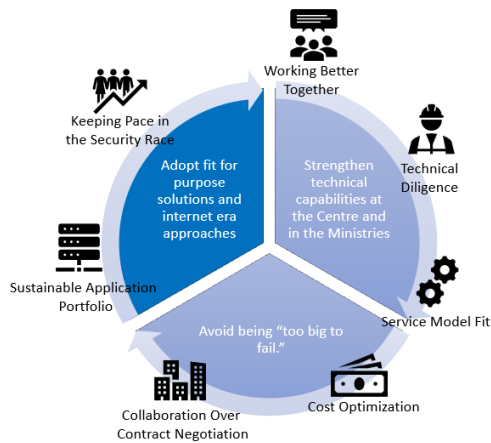 Working Better
Together
Keeping Pace in
the Security Race
Adopt fit for
purpose
solutions and
internet era
approaches
Strengthen
technical
capabilities at
the Centre and
in the Ministries
Technical
Diligence
Sustainable Application
Portfolio
Service Model Fit
Avoid being “too big to
fail.”
Cost Optimization
Collaboration Over
Contract Negotiation